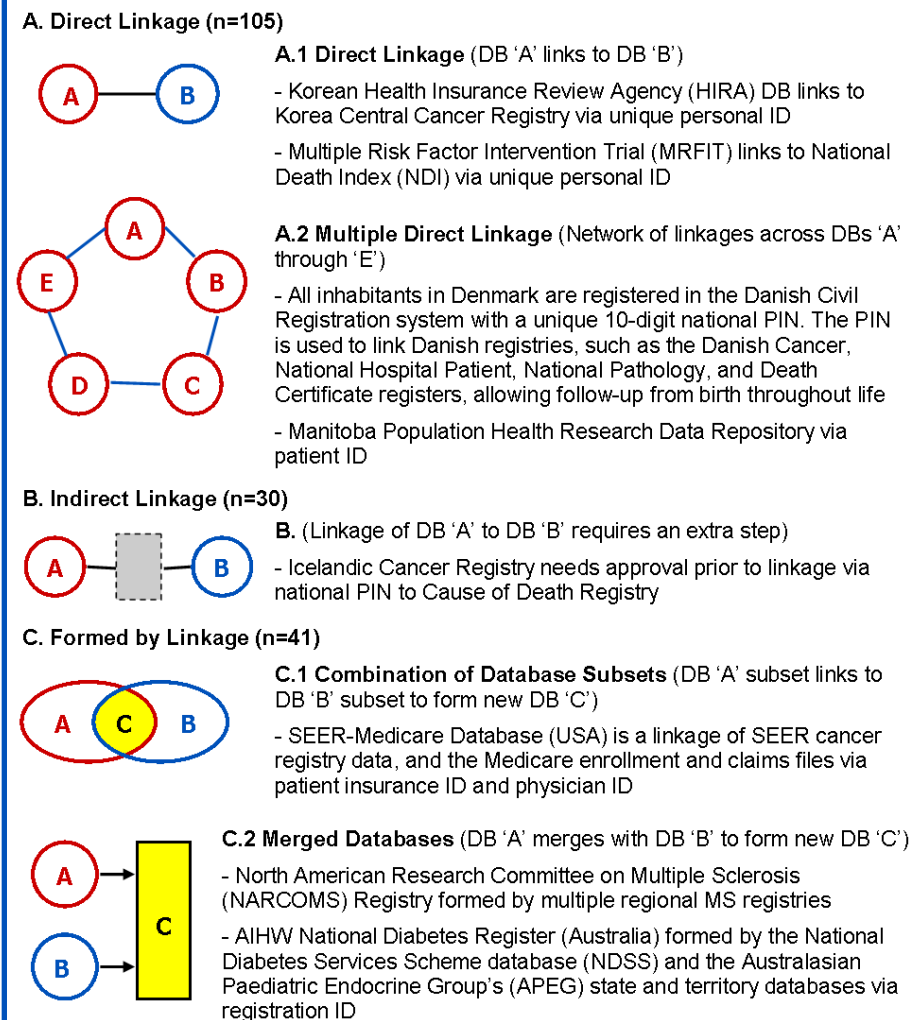 A. Direct Linkage (n=105)
A
B
A.1 Direct Linkage (DB ‘A’ links to DB ‘B’)
- Korean Health Insurance Review Agency (HIRA) DB links to
Korea Central Cancer Registry via unique personal ID
- Multiple Risk Factor Intervention Trial (MRFIT) links to National
Death Index (NDI) via unique personal ID
A
B
C
D
E
A.2 Multiple Direct Linkage (Network of linkages across DBs ‘A’
through ‘E’)
- All inhabitants in Denmark are registered in the Danish Civil
Registration system with a unique 10-digit national PIN. The PIN
is used to link Danish registries, such as the Danish Cancer,
National Hospital Patient, National Pathology, and Death
Certificate registers, allowing follow-up from birth throughout life
- Manitoba Population Health Research Data Repository via
patient ID
B. Indirect Linkage (n=30)
A
B
B. (Linkage of DB ‘A’ to DB ‘B’ requires an extra step)
- Icelandic Cancer Registry needs approval prior to linkage via
national PIN to Cause of Death Registry
C. Formed by Linkage (n=41)
A
C
B
C.1 Combination of Database Subsets (DB ‘A’ subset links to
DB ‘B’ subset to form new DB ‘C’)
- SEER-Medicare Database (USA) is a linkage of SEER cancer
registry data, and the Medicare enrollment and claims files via
patient insurance ID and physician ID
A
B
C
C.2 Merged Databases (DB ‘A’ merges with DB ‘B’ to form new DB ‘C’)
- North American Research Committee on Multiple Sclerosis
(NARCOMS) Registry formed by multiple regional MS registries
- AIHW National Diabetes Register (Australia) formed by the National
Diabetes Services Scheme database (NDSS) and the Australasian
Paediatric Endocrine Group’s (APEG) state and territory databases via
registration ID